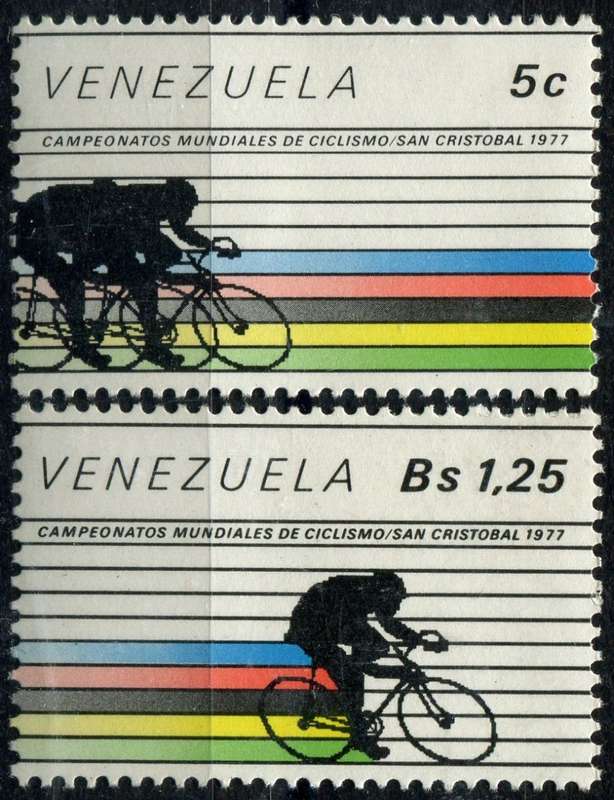 VENEZUELA 5c
CAMPEONATOS MUNDIALES DE CICLISMO/SAN CRISTOBAL 1977
VENEZUELA Bs 1,25
CAMPEONATOS MUNDIALES DE CICLISMO/SAN CRISTOBAL 1977